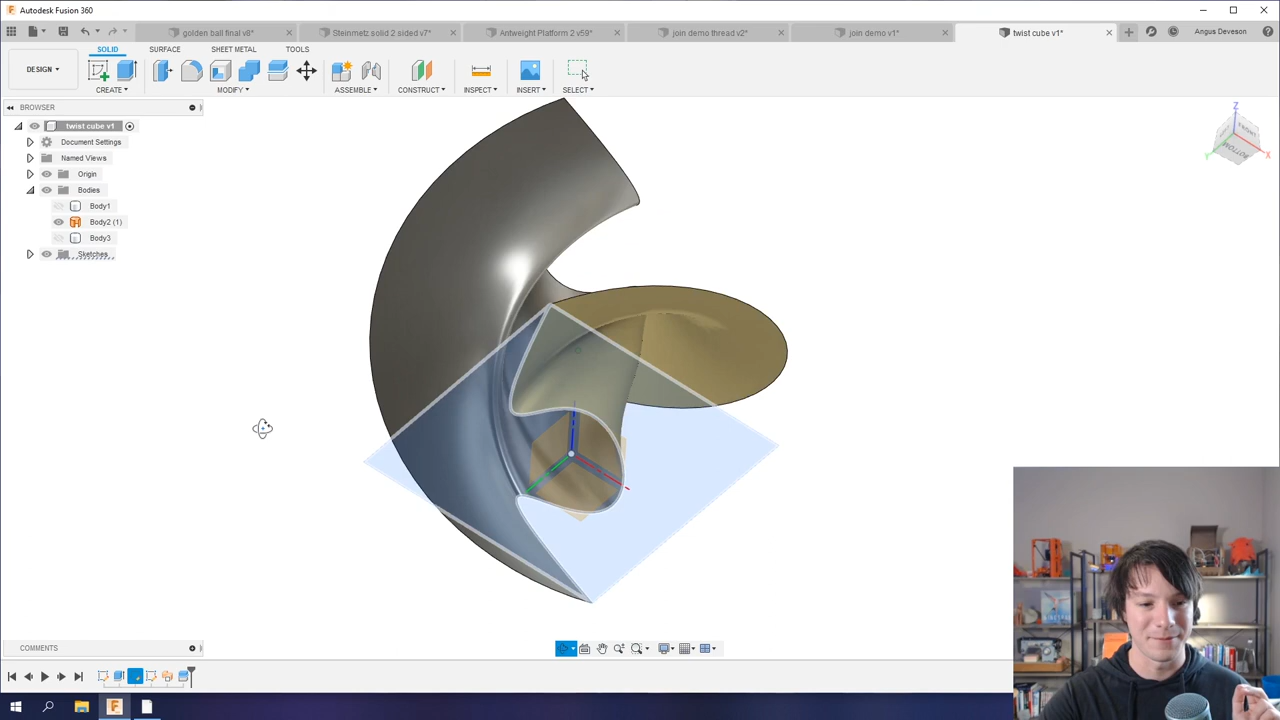 Autodesk Fusion 360
golden ball final v8*
Steinmetz solid 2 sided v7*
Antweight Platform 2 v59*
join demo thread v2*
join demo v1*
twist cube v1*
Angus Deveson
DESIGN
SOLID
SURFACE
SHEET METAL
TOOLS
CREATE
MODIFY
ASSEMBLE
CONSTRUCT
INSPECT
INSERT
SELECT
BROWSER
twist cube v1
Document Settings
Named Views
Origin
Bodies
Body1
Body2 (1)
Body3
Sketches
Z
FRONT
BOTTOM
X
Y
COMMENTS